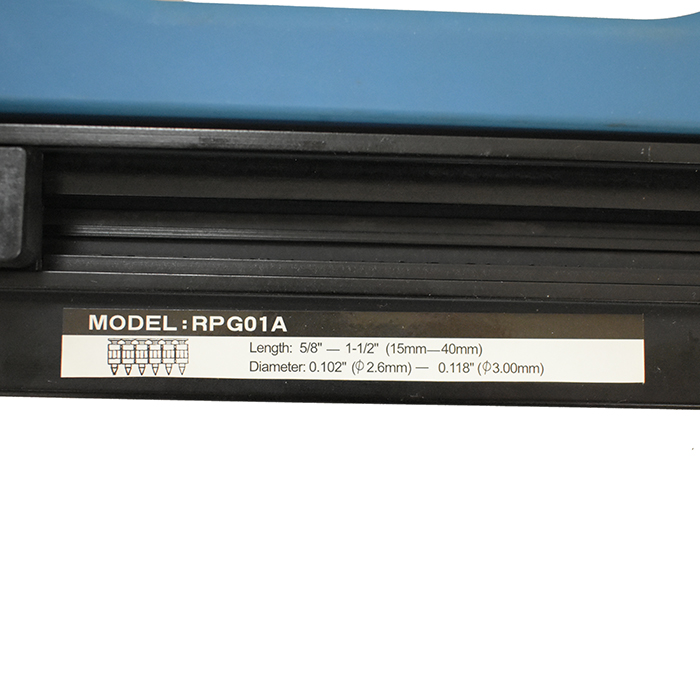 MODEL:RPG01A
Length: 5/8" — 1-1/2" (15mm—40mm)
Diameter: 0.102" (Φ2.6mm) — 0.118" (Φ3.00mm)